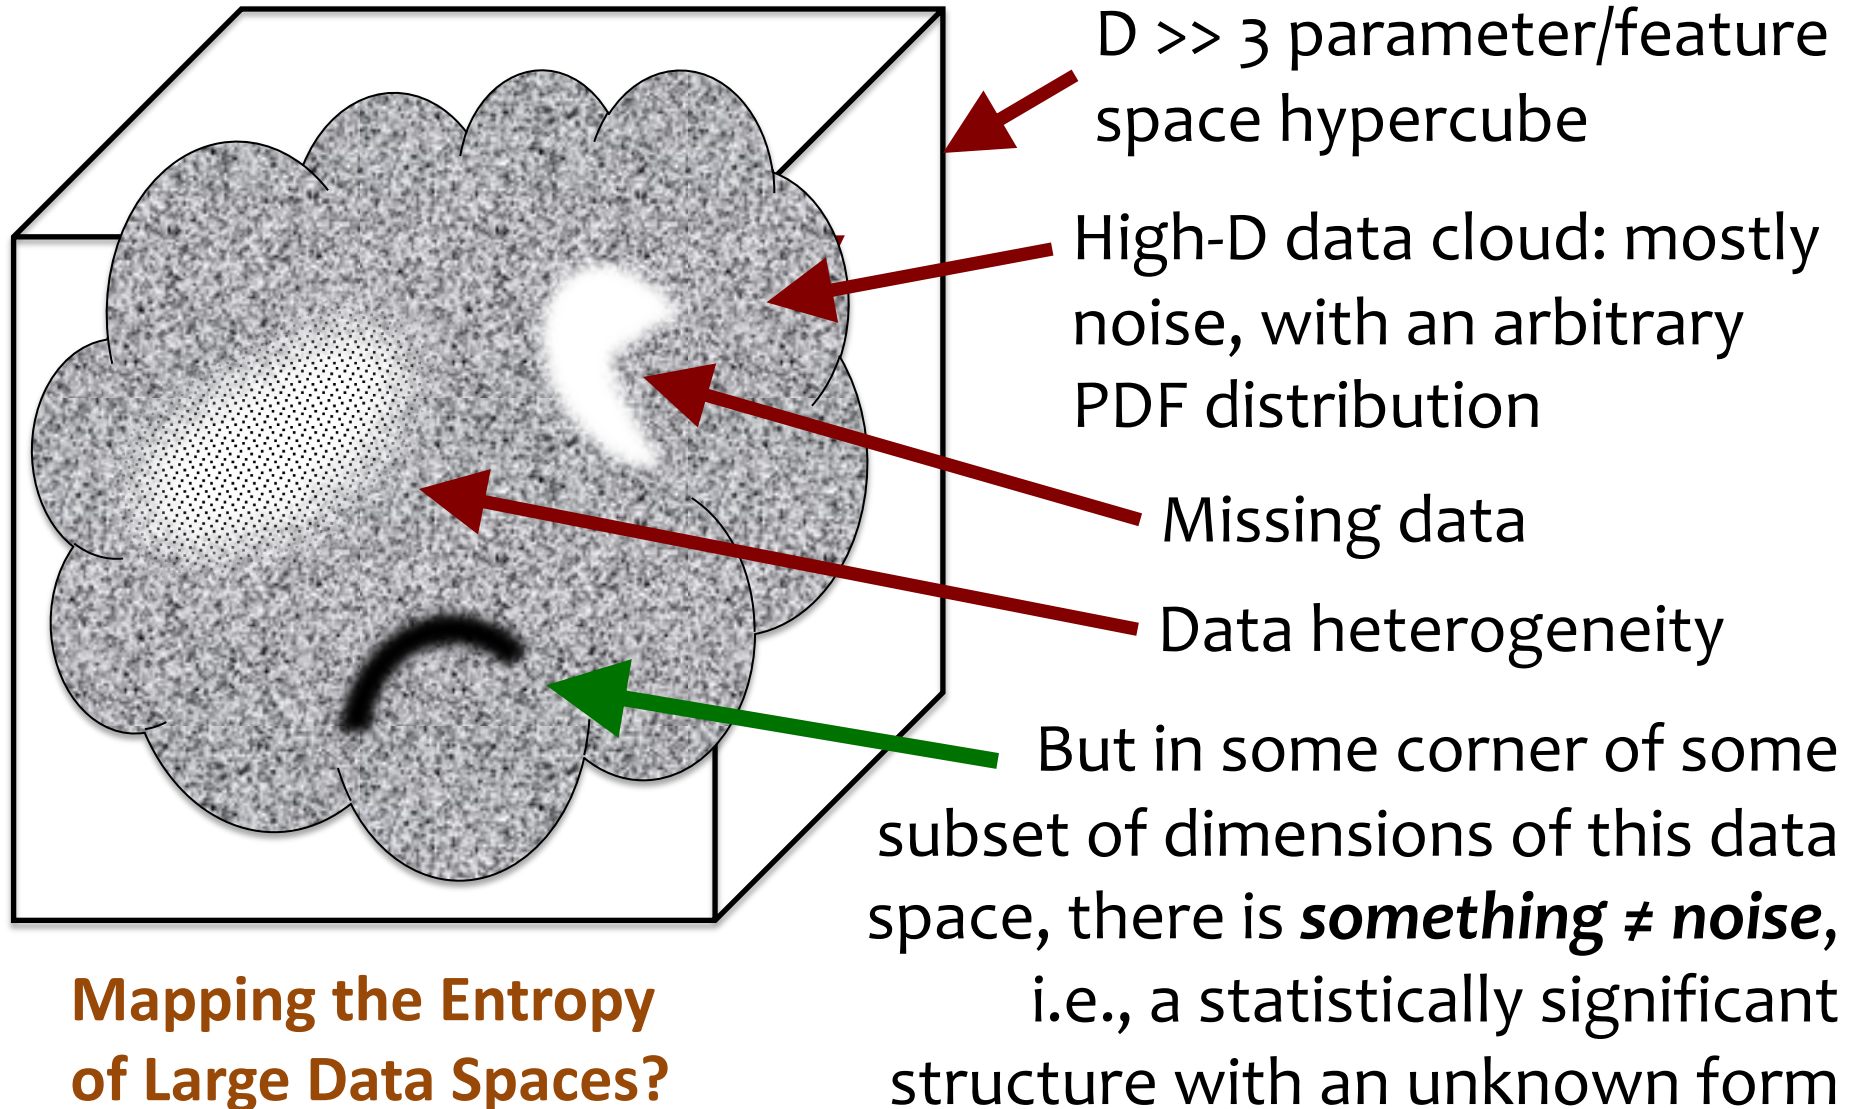 D >> 3 parameter/feature
space hypercube
High-D data cloud: mostly
noise, with an arbitrary
PDF distribution
Missing data
Data heterogeneity
But in some corner of some
subset of dimensions of this data
space, there is something ≠ noise,
i.e., a statistically significant
structure with an unknown form
Mapping the Entropy
of Large Data Spaces?